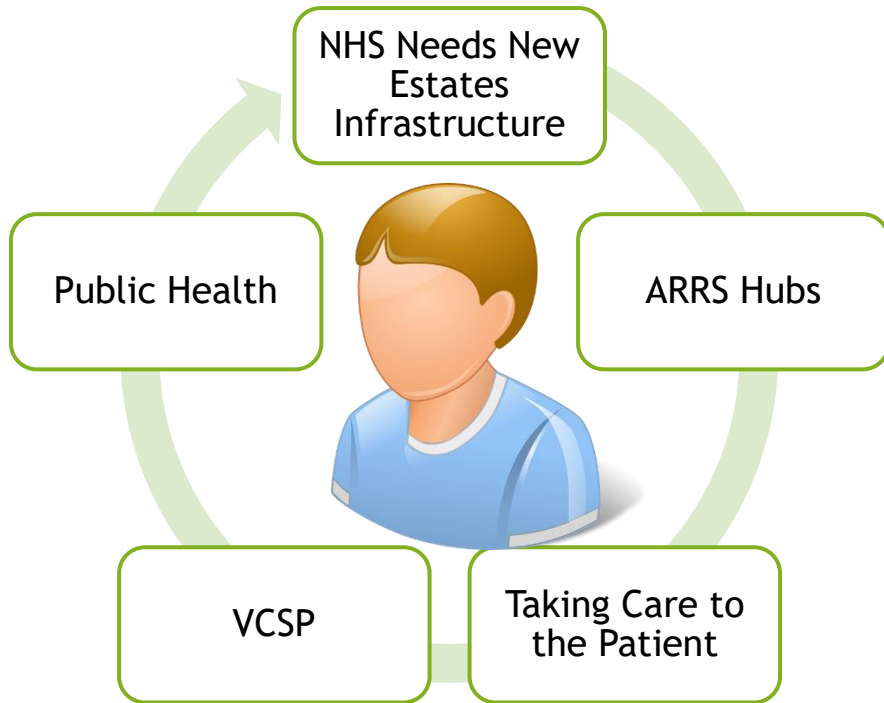 NHS Needs New
Estates
Infrastructure
ARRS Hubs
Taking Care to
the Patient
VCSP
Public Health